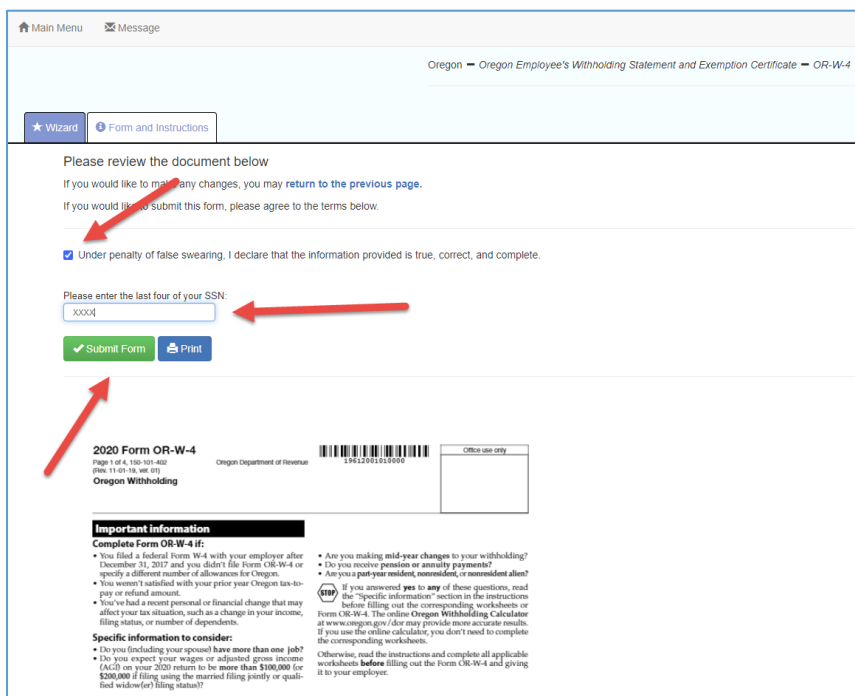 Main Menu Message
Oregon – Oregon Employee's Withholding Statement and Exemption Certificate – OR-W-4
Wizard Form and Instructions
Please review the document below
If you would like to make any changes, you may return to the previous page.
If you would like to submit this form, please agree to the terms below.
Under penalty of false swearing, I declare that the information provided is true, correct, and complete.
Please enter the last four of your SSN:
xxxx
Submit Form Print
2020 Form OR-W-4
Page 1 of 4, 150-101-402
(Rev. 11-01-19, ver. 01)
Oregon Withholding
Oregon Department of Revenue
19612001010000
Office use only
Important information
Complete Form OR-W-4 if:
• You filed a federal Form W-4 with your employer after
December 31, 2017 and you didn't file Form OR-W-4 or
specify a different number of allowances for Oregon.
• You weren't satisfied with your prior year Oregon tax-to-
pay or refund amount.
• You've had a recent personal or financial change that may
affect your tax situation, such as a change in your income,
filing status, or number of dependents.
Specific information to consider:
• Do you (including your spouse) have more than one job?
• Do you expect your wages or adjusted gross income
(AGI) on your 2020 return to be more than $100,000 (or
$200,000 if filing using the married filing jointly or quali-
fied widow(er) filing status)?
• Are you making mid-year changes to your withholding?
• Do you receive pension or annuity payments?
• Are you a part-year resident, nonresident, or nonresident alien?
STOP If you answered yes to any of these questions, read
the "Specific information" section in the instructions
before filling out the corresponding worksheets or
Form OR-W-4. The online Oregon Withholding Calculator
at www.oregon.gov/dor may provide more accurate results.
If you use the online calculator, you don't need to complete
the corresponding worksheets.
Otherwise, read the instructions and complete all applicable
worksheets before filling out the Form OR-W-4 and giving
it to your employer.